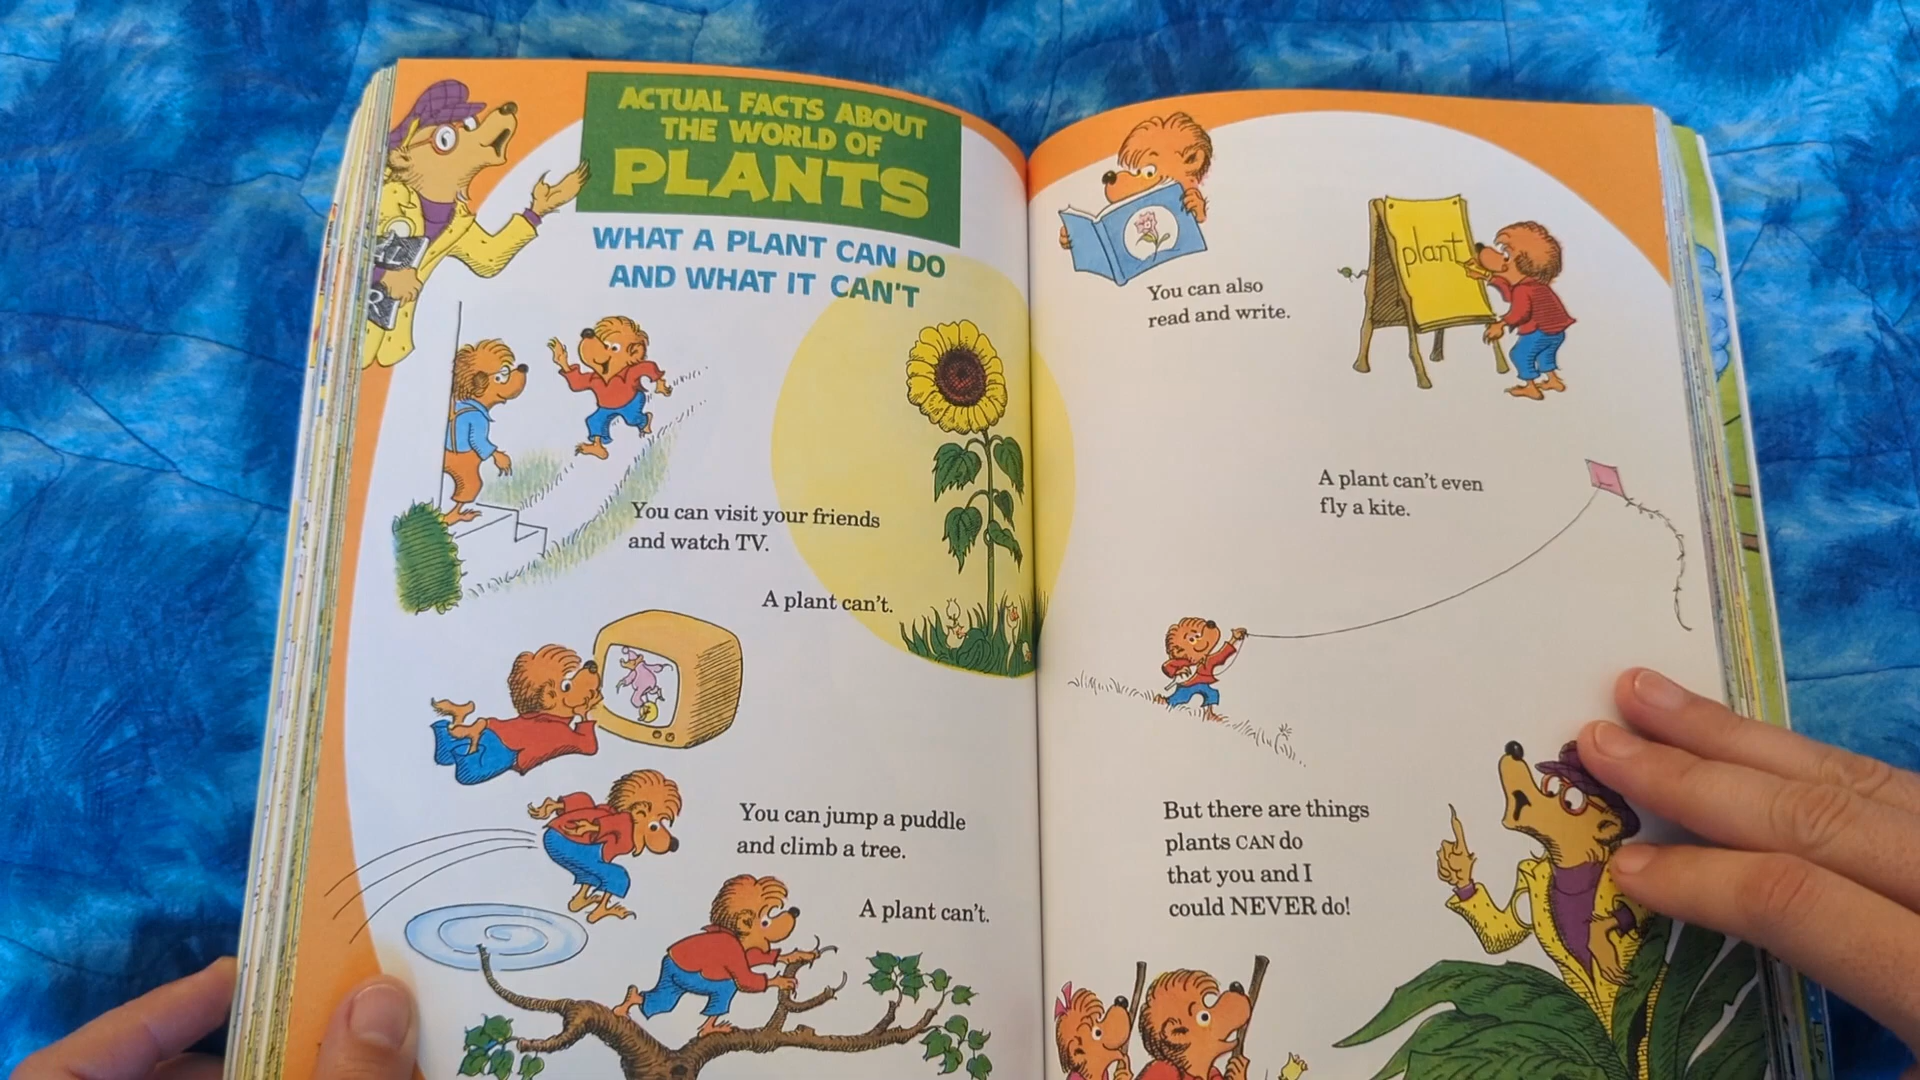 ACTUAL FACTS ABOUT
THE WORLD OF
PLANTS
WHAT A PLANT CAN DO
AND WHAT IT CAN'T
You can visit your friends
and watch TV.
A plant can't.
You can jump a puddle
and climb a tree.
A plant can't.
You can also
read and write.
plant
A plant can't even
fly a kite.
But there are things
plants CAN do
that you and I
could NEVER do!